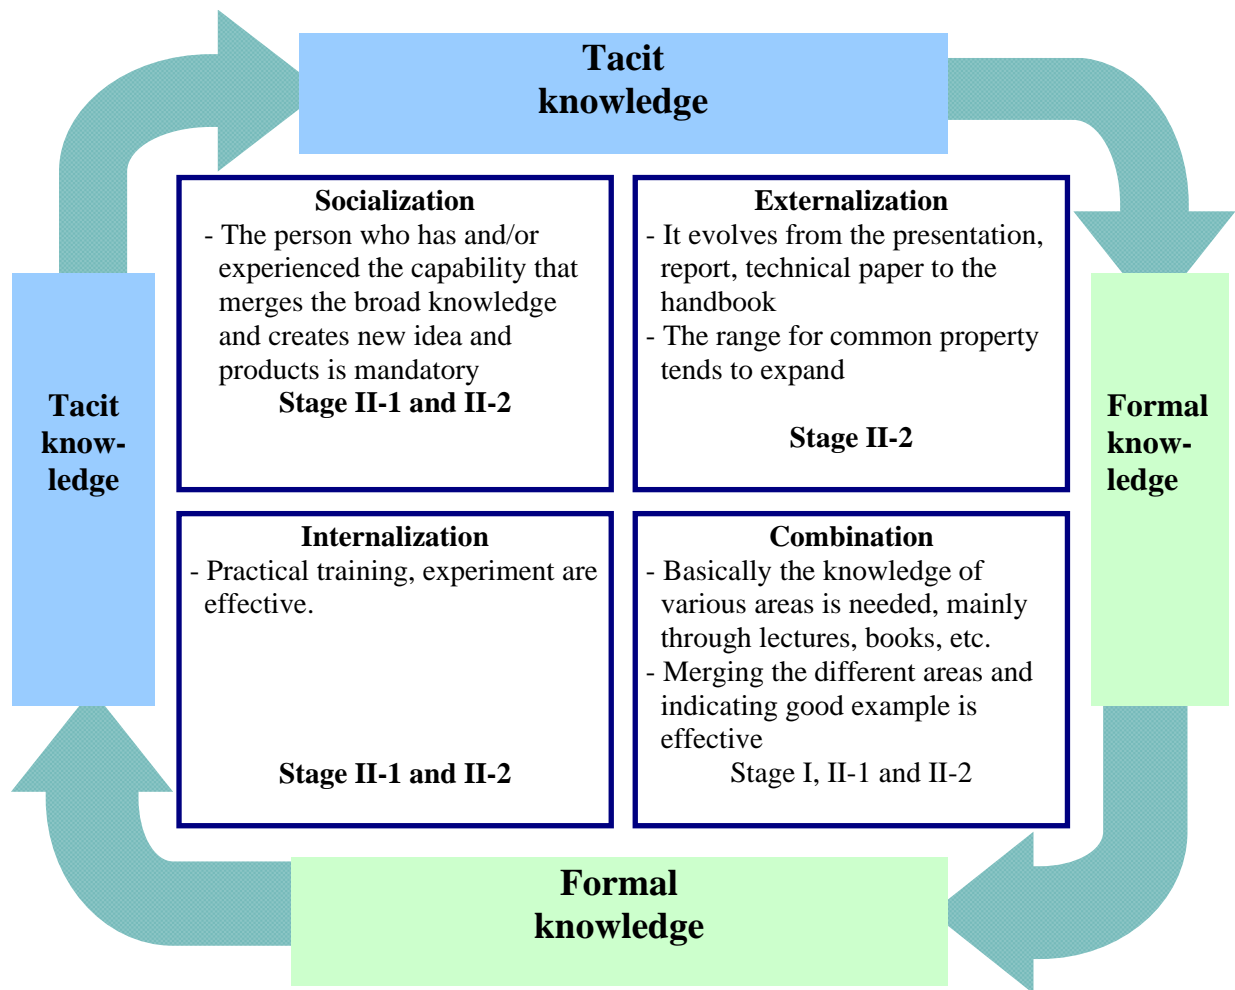 Tacit
knowledge
Socialization
- The person who has and/or
experienced the capability that
merges the broad knowledge
and creates new idea and
products is mandatory
Stage II-1 and II-2
Externalization
- It evolves from the presentation,
report, technical paper to the
handbook
- The range for common property
tends to expand
Stage II-2
Tacit
know-
ledge
Formal
know-
ledge
Internalization
- Practical training, experiment are
effective.
Stage II-1 and II-2
Combination
- Basically the knowledge of
various areas is needed, mainly
through lectures, books, etc.
- Merging the different areas and
indicating good example is
effective
Stage I, II-1 and II-2
Formal
knowledge